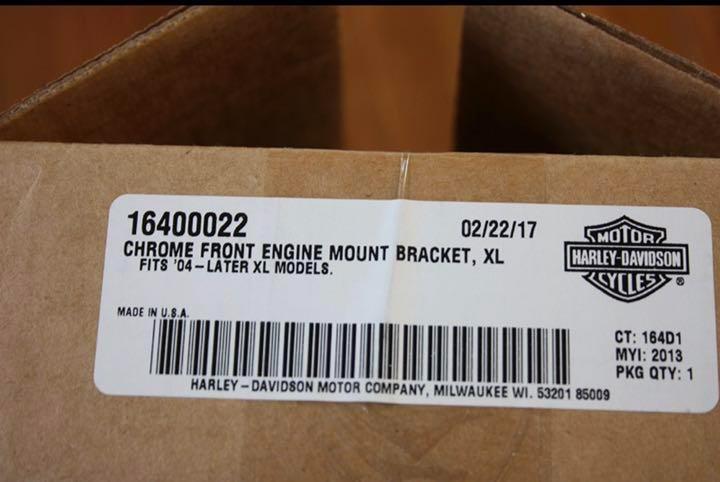 16400022 02/22/17
CHROME FRONT ENGINE MOUNT BRACKET, XL
FITS '04-LATER XL MODELS.
MOTOR
HARLEY-DAVIDSON
CYCLES
®
MADE IN U.S.A.
CT: 164D1
MYI: 2013
PKG QTY: 1
HARLEY-DAVIDSON MOTOR COMPANY, MILWAUKEE WI. 53201 85009